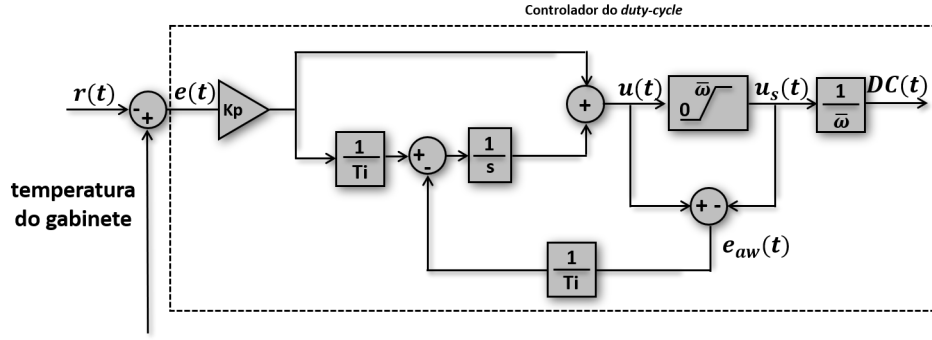 Controlador do duty-cycle
r(t)
-
+
e(t)
Kp
+
u(t)
ω̅
0
u_s(t)
1
ω̅
DC(t)
1
Ti
+
-
1
s
temperatura
do gabinete
+ -
e_aw(t)
1
Ti